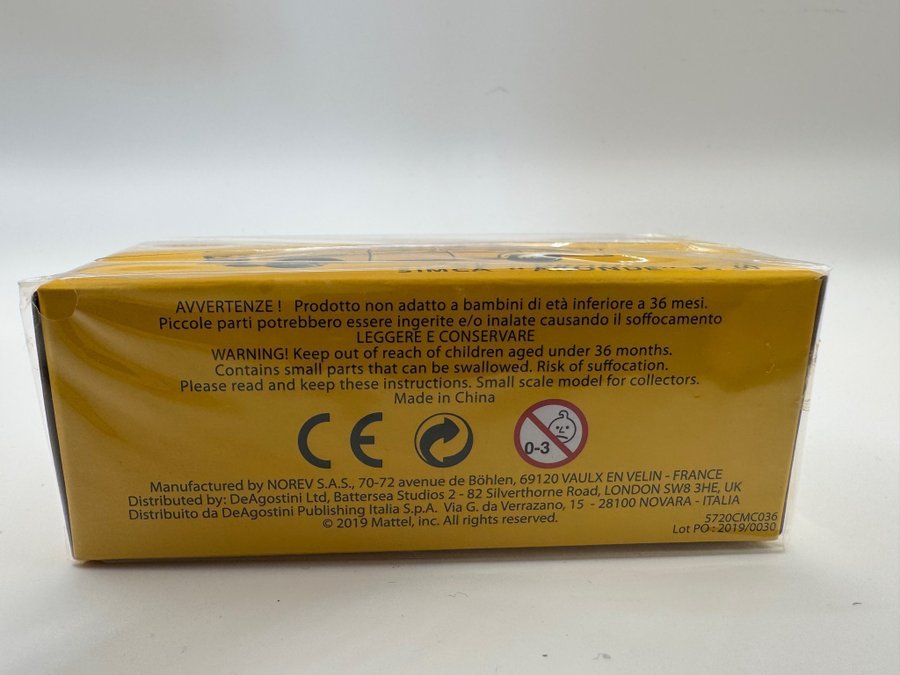 SIMCA "ARONDE"
AVVERTENZE ! Prodotto non adatto a bambini di età inferiore a 36 mesi.
Piccole parti potrebbero essere ingerite e/o inalate causando il soffocamento
LEGGERE E CONSERVARE
WARNING! Keep out of reach of children aged under 36 months.
Contains small parts that can be swallowed. Risk of suffocation.
Please read and keep these instructions. Small scale model for collectors.
Made in China
CE
0-3
Manufactured by NOREV S.A.S., 70-72 avenue de Böhlen, 69120 VAULX EN VELIN - FRANCE
Distributed by: DeAgostini Ltd, Battersea Studios 2 - 82 Silverthorne Road, LONDON SW8 3HE, UK
Distribuito da DeAgostini Publishing Italia S.p.A. Via G. da Verrazano, 15 - 28100 NOVARA - ITALIA
© 2019 Mattel, inc. All rights reserved.
5720CMC036
Lot PO : 2019/0030